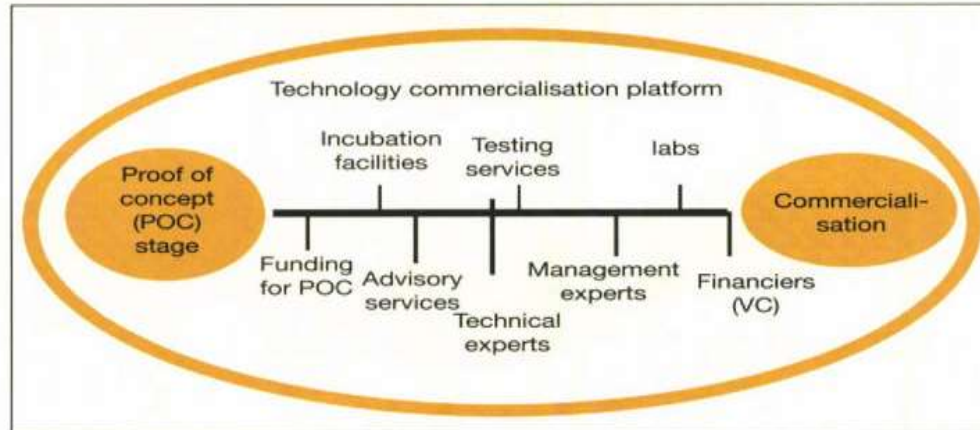 Technology commercialisation platform
Incubation
facilities
Testing
services
labs
Proof of
concept
(POC)
stage
Commerciali-
sation
Funding
for POC
Advisory
services
Technical
experts
Management
experts
Financiers
(VC)